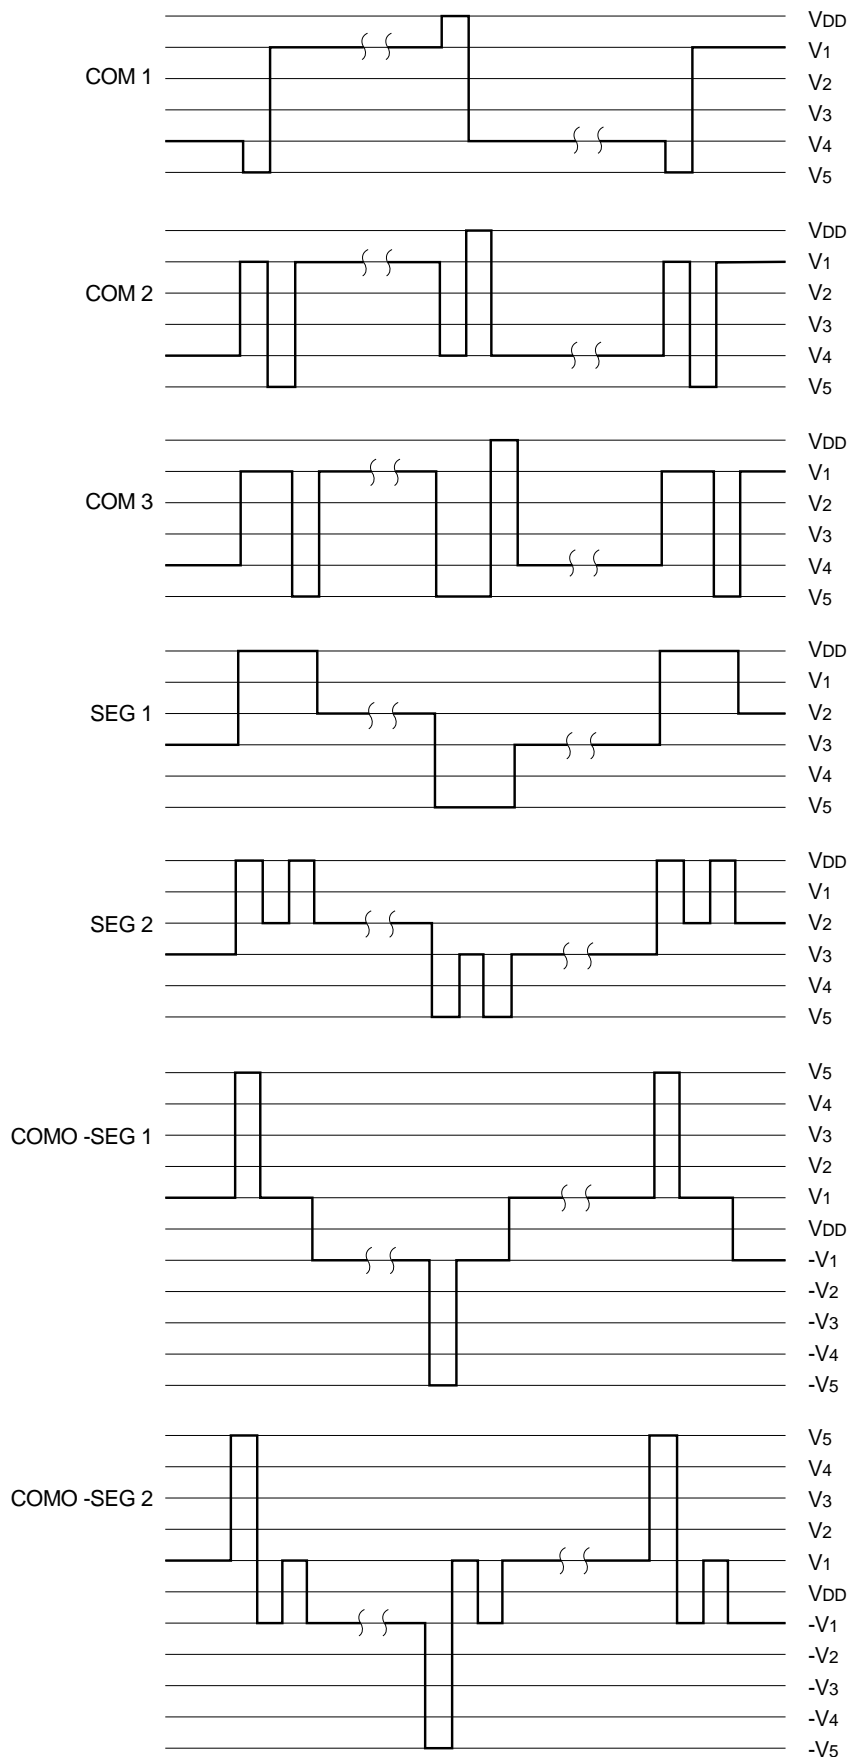 VDD
V1
COM 1
V2
V3
V4
V5
VDD
V1
COM 2
V2
V3
V4
V5
VDD
V1
COM 3
V2
V3
V4
V5
VDD
V1
SEG 1
V2
V3
V4
V5
VDD
V1
SEG 2
V2
V3
V4
V5
V5
V4
COMO -SEG 1
V3
V2
V1
VDD
-V1
-V2
-V3
-V4
-V5
V5
V4
COMO -SEG 2
V3
V2
V1
VDD
-V1
-V2
-V3
-V4
-V5